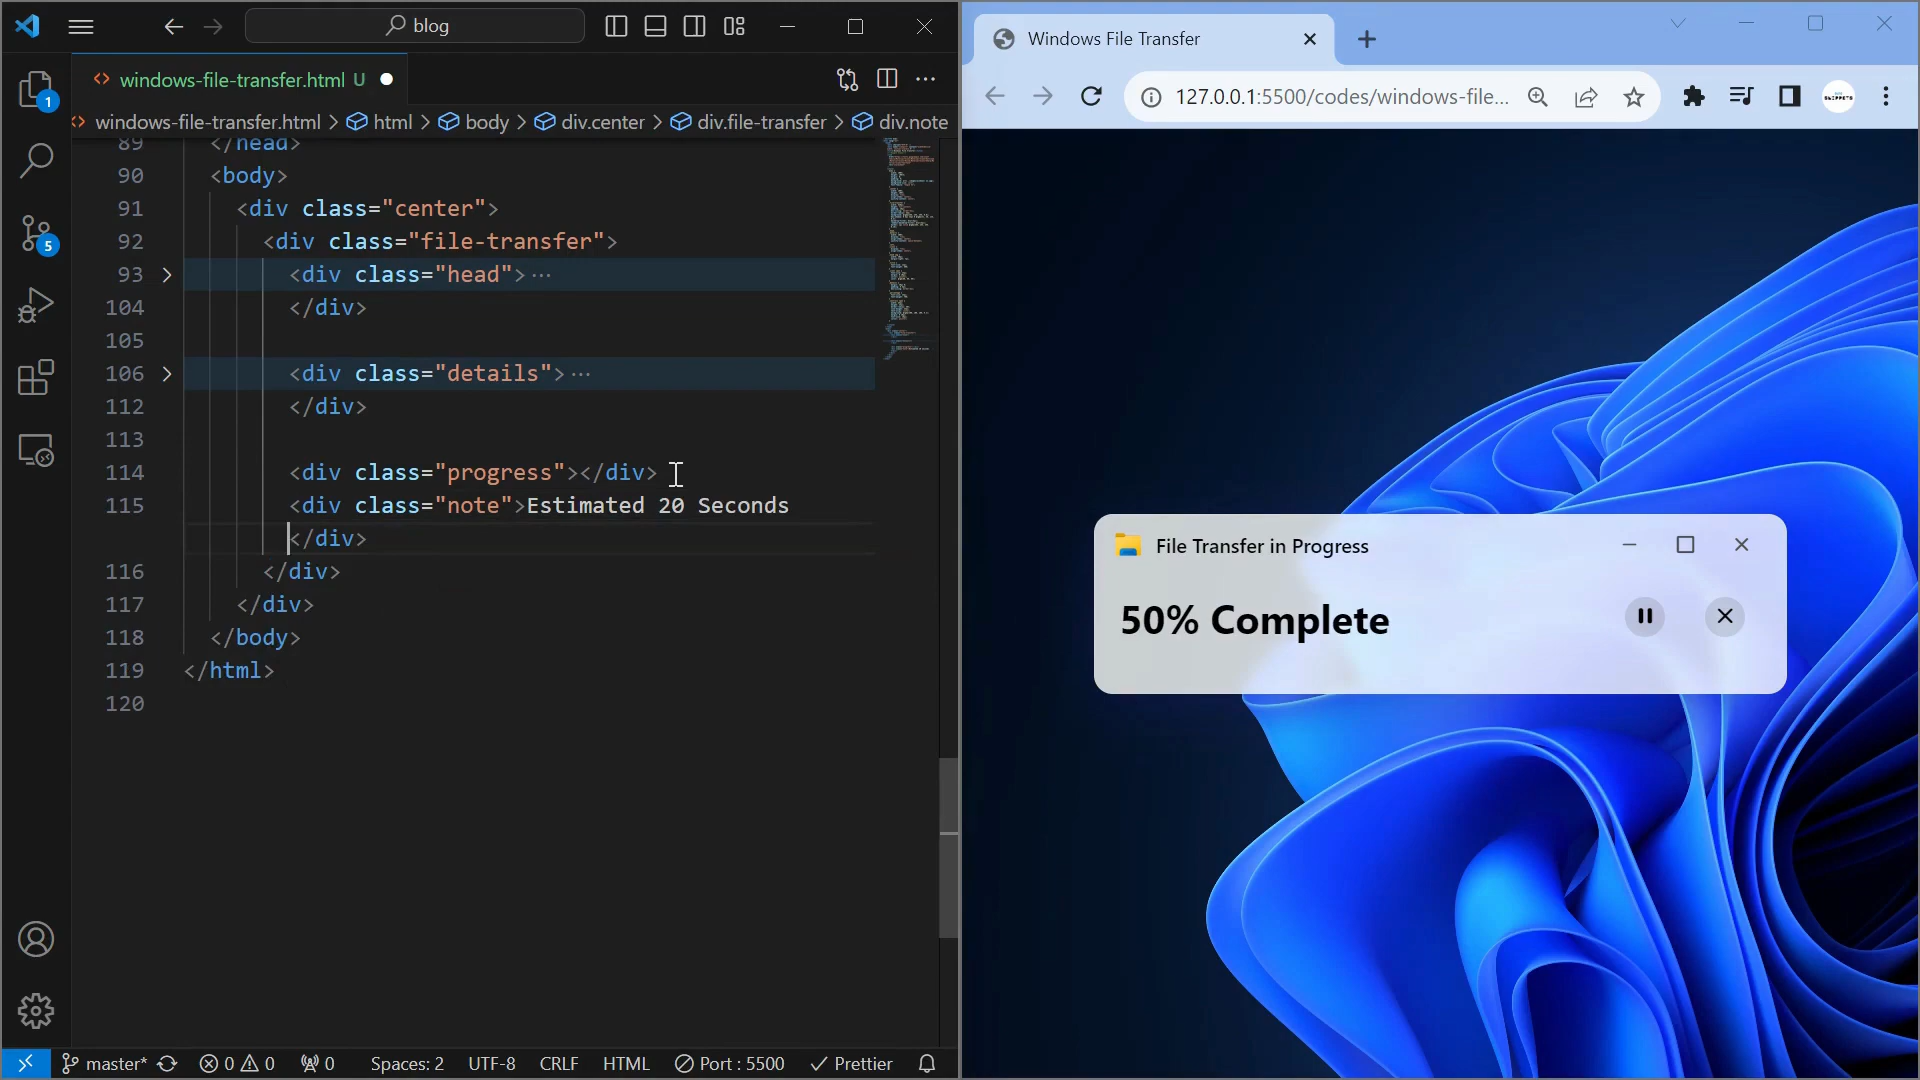 blog
windows-file-transfer.html U
windows-file-transfer.html > html > body > div.center > div.file-transfer > div.note
89 </head>
90 <body>
91 <div class="center">
92 <div class="file-transfer">
93 <div class="head">···
104 </div>
105
106 <div class="details">···
112 </div>
113
114 <div class="progress"></div>
115 <div class="note">Estimated 20 Seconds
</div>
116 </div>
117 </div>
118 </body>
119 </html>
120
1
5
master* 0 0 0 Spaces: 2 UTF-8 CRLF HTML Port : 5500 Prettier
Windows File Transfer
127.0.0.1:5500/codes/windows-file...
File Transfer in Progress
50% Complete